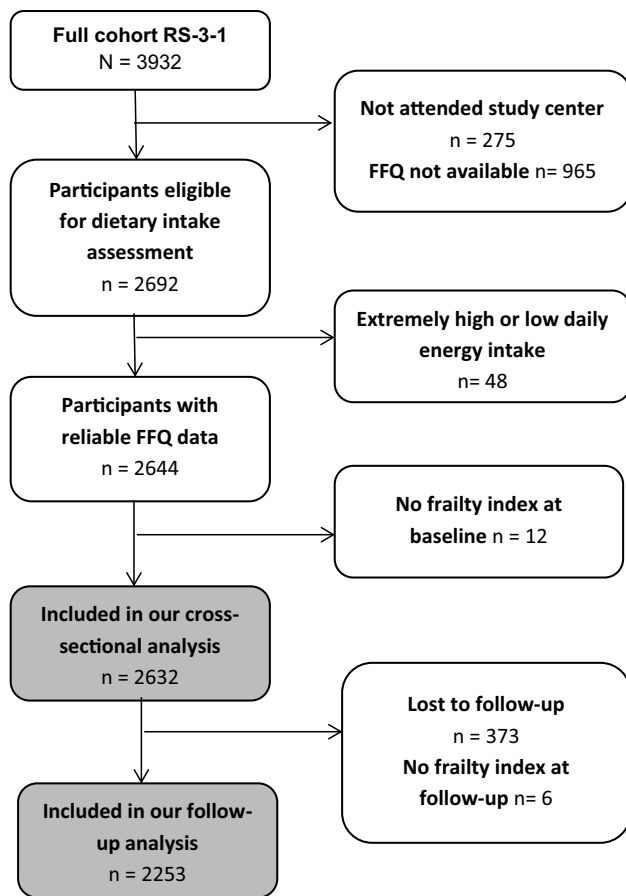 Full cohort RS-3-1
N = 3932
Not attended study center
n = 275
FFQ not available n= 965
Participants eligible
for dietary intake
assessment
n = 2692
Extremely high or low daily
energy intake
n= 48
Participants with
reliable FFQ data
n = 2644
No frailty index at
baseline n = 12
Included in our cross-
sectional analysis
n = 2632
Lost to follow-up
n = 373
No frailty index at
follow-up n= 6
Included in our follow-
up analysis
n = 2253